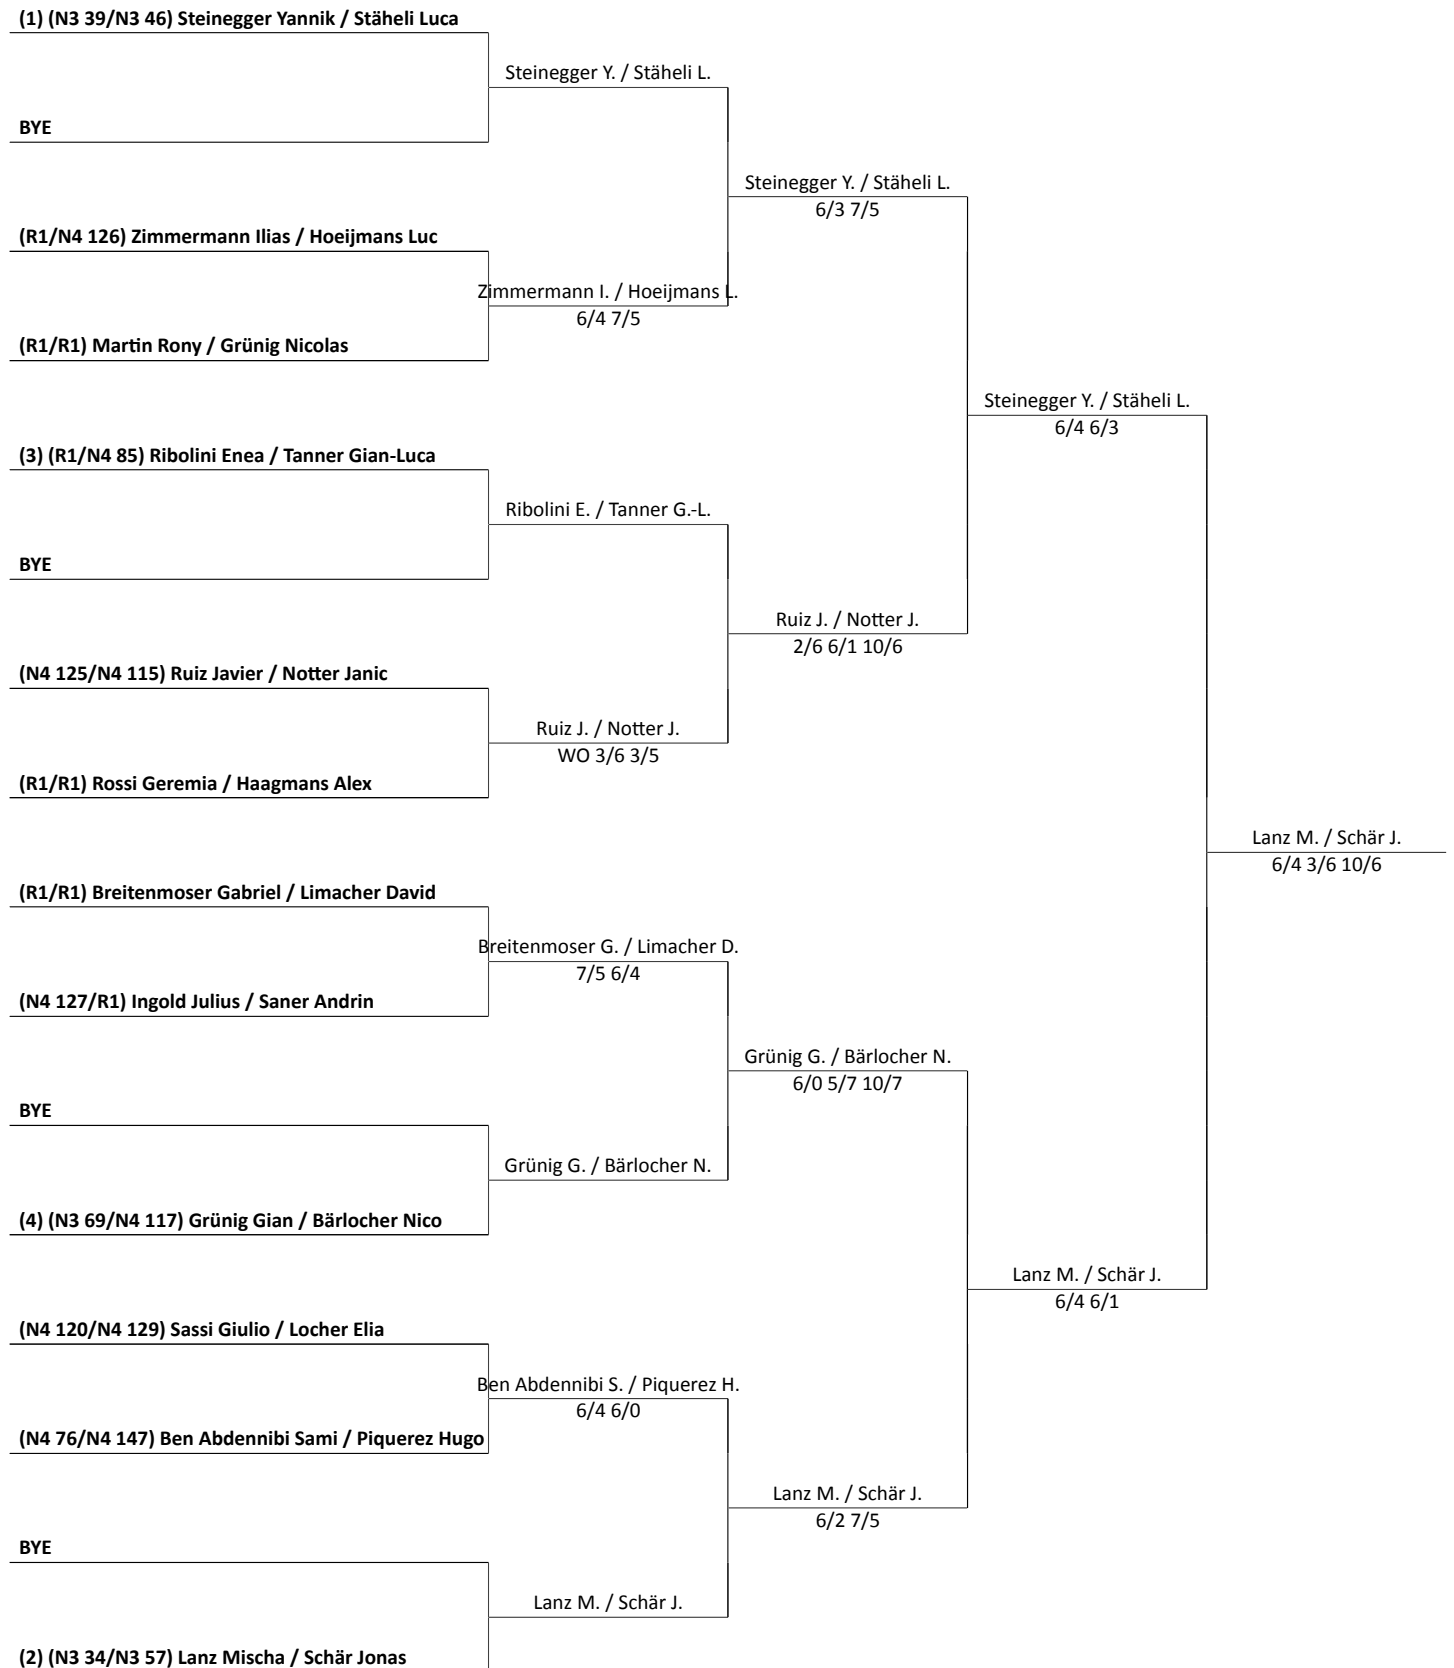 (1) (N3 39/N3 46) Steinegger Yannik / Stäheli Luca
Steinegger Y. / Stäheli L.
BYE
Steinegger Y. / Stäheli L.
6/3 7/5
(R1/N4 126) Zimmermann Ilias / Hoeijmans Luc
Zimmermann I. / Hoeijmans L.
6/4 7/5
(R1/R1) Martin Rony / Grünig Nicolas
Steinegger Y. / Stäheli L.
6/4 6/3
(3) (R1/N4 85) Ribolini Enea / Tanner Gian-Luca
Ribolini E. / Tanner G.-L.
BYE
Ruiz J. / Notter J.
2/6 6/1 10/6
(N4 125/N4 115) Ruiz Javier / Notter Janic
Ruiz J. / Notter J.
WO 3/6 3/5
(R1/R1) Rossi Geremia / Haagmans Alex
Lanz M. / Schär J.
6/4 3/6 10/6
(R1/R1) Breitenmoser Gabriel / Limacher David
Breitenmoser G. / Limacher D.
7/5 6/4
(N4 127/R1) Ingold Julius / Saner Andrin
Grünig G. / Bärlocher N.
6/0 5/7 10/7
BYE
Grünig G. / Bärlocher N.
(4) (N3 69/N4 117) Grünig Gian / Bärlocher Nico
Lanz M. / Schär J.
6/4 6/1
(N4 120/N4 129) Sassi Giulio / Locher Elia
Ben Abdennibi S. / Piquerez H.
6/4 6/0
(N4 76/N4 147) Ben Abdennibi Sami / Piquerez Hugo
Lanz M. / Schär J.
6/2 7/5
BYE
Lanz M. / Schär J.
(2) (N3 34/N3 57) Lanz Mischa / Schär Jonas